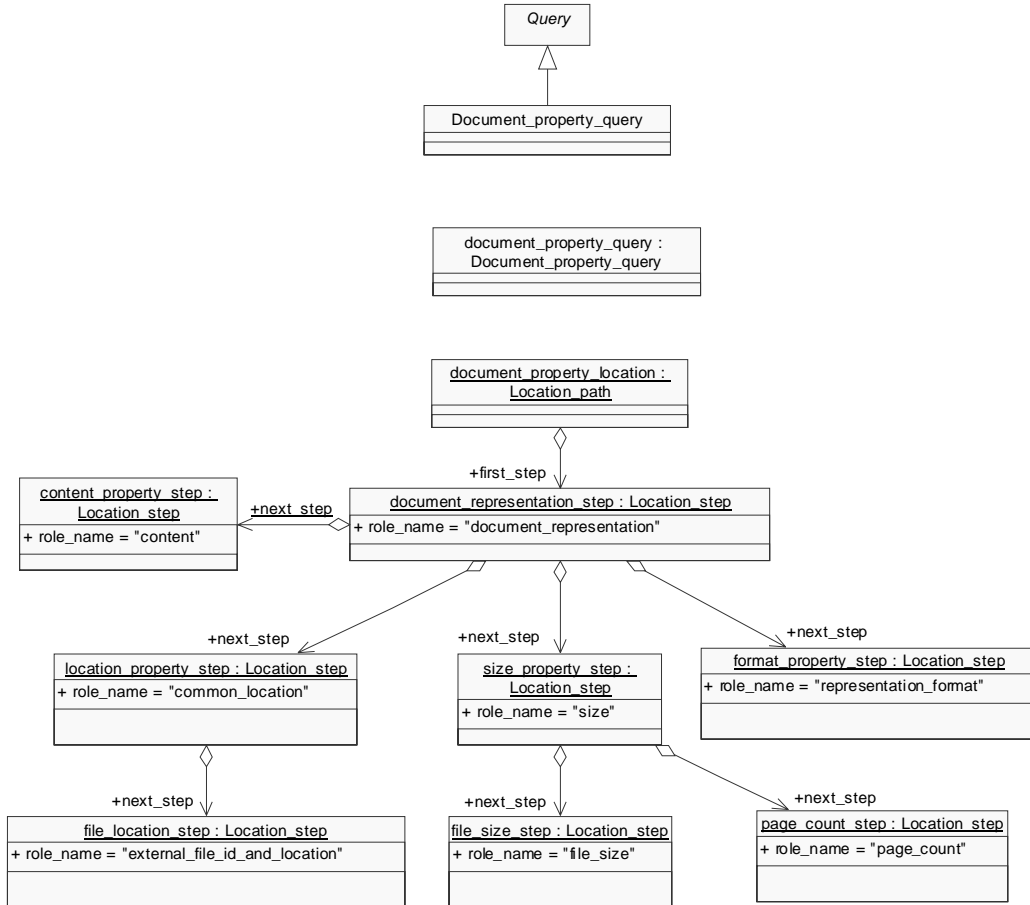 Query
Document_property_query
document_property_query :
Document_property_query
document_property_location :
Location_path
+first_step
content_property_step :
Location_step
+ role_name = "content"
+next_step
document_representation_step : Location_step
+ role_name = "document_representation"
+next_step
+next_step
+next_step
location_property_step : Location_step
+ role_name = "common_location"
size_property_step :
Location_step
+ role_name = "size"
format_property_step : Location_step
+ role_name = "representation_format"
+next_step
+next_step
+next_step
file_location_step : Location_step
+ role_name = "external_file_id_and_location"
file_size_step : Location_step
+ role_name = "file_size"
page_count_step : Location_step
+ role_name = "page_count"